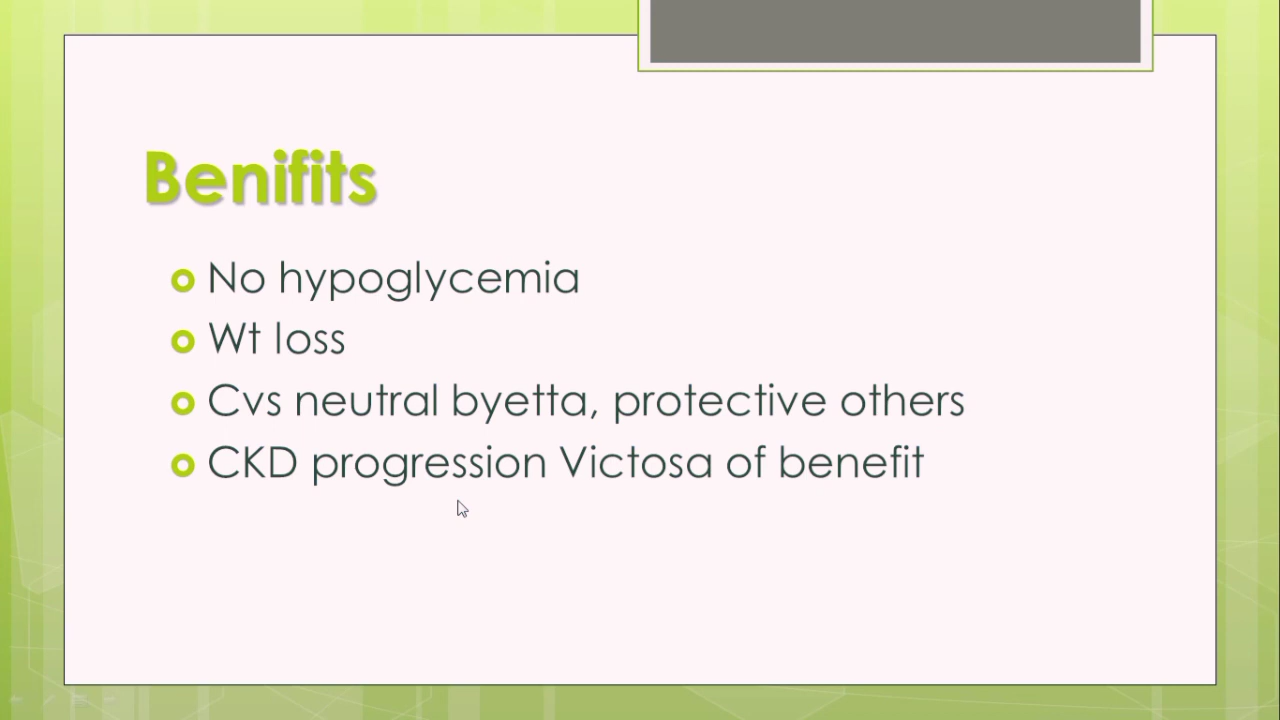 Benifits
No hypoglycemia
Wt loss
Cvs neutral byetta, protective others
CKD progression Victosa of benefit